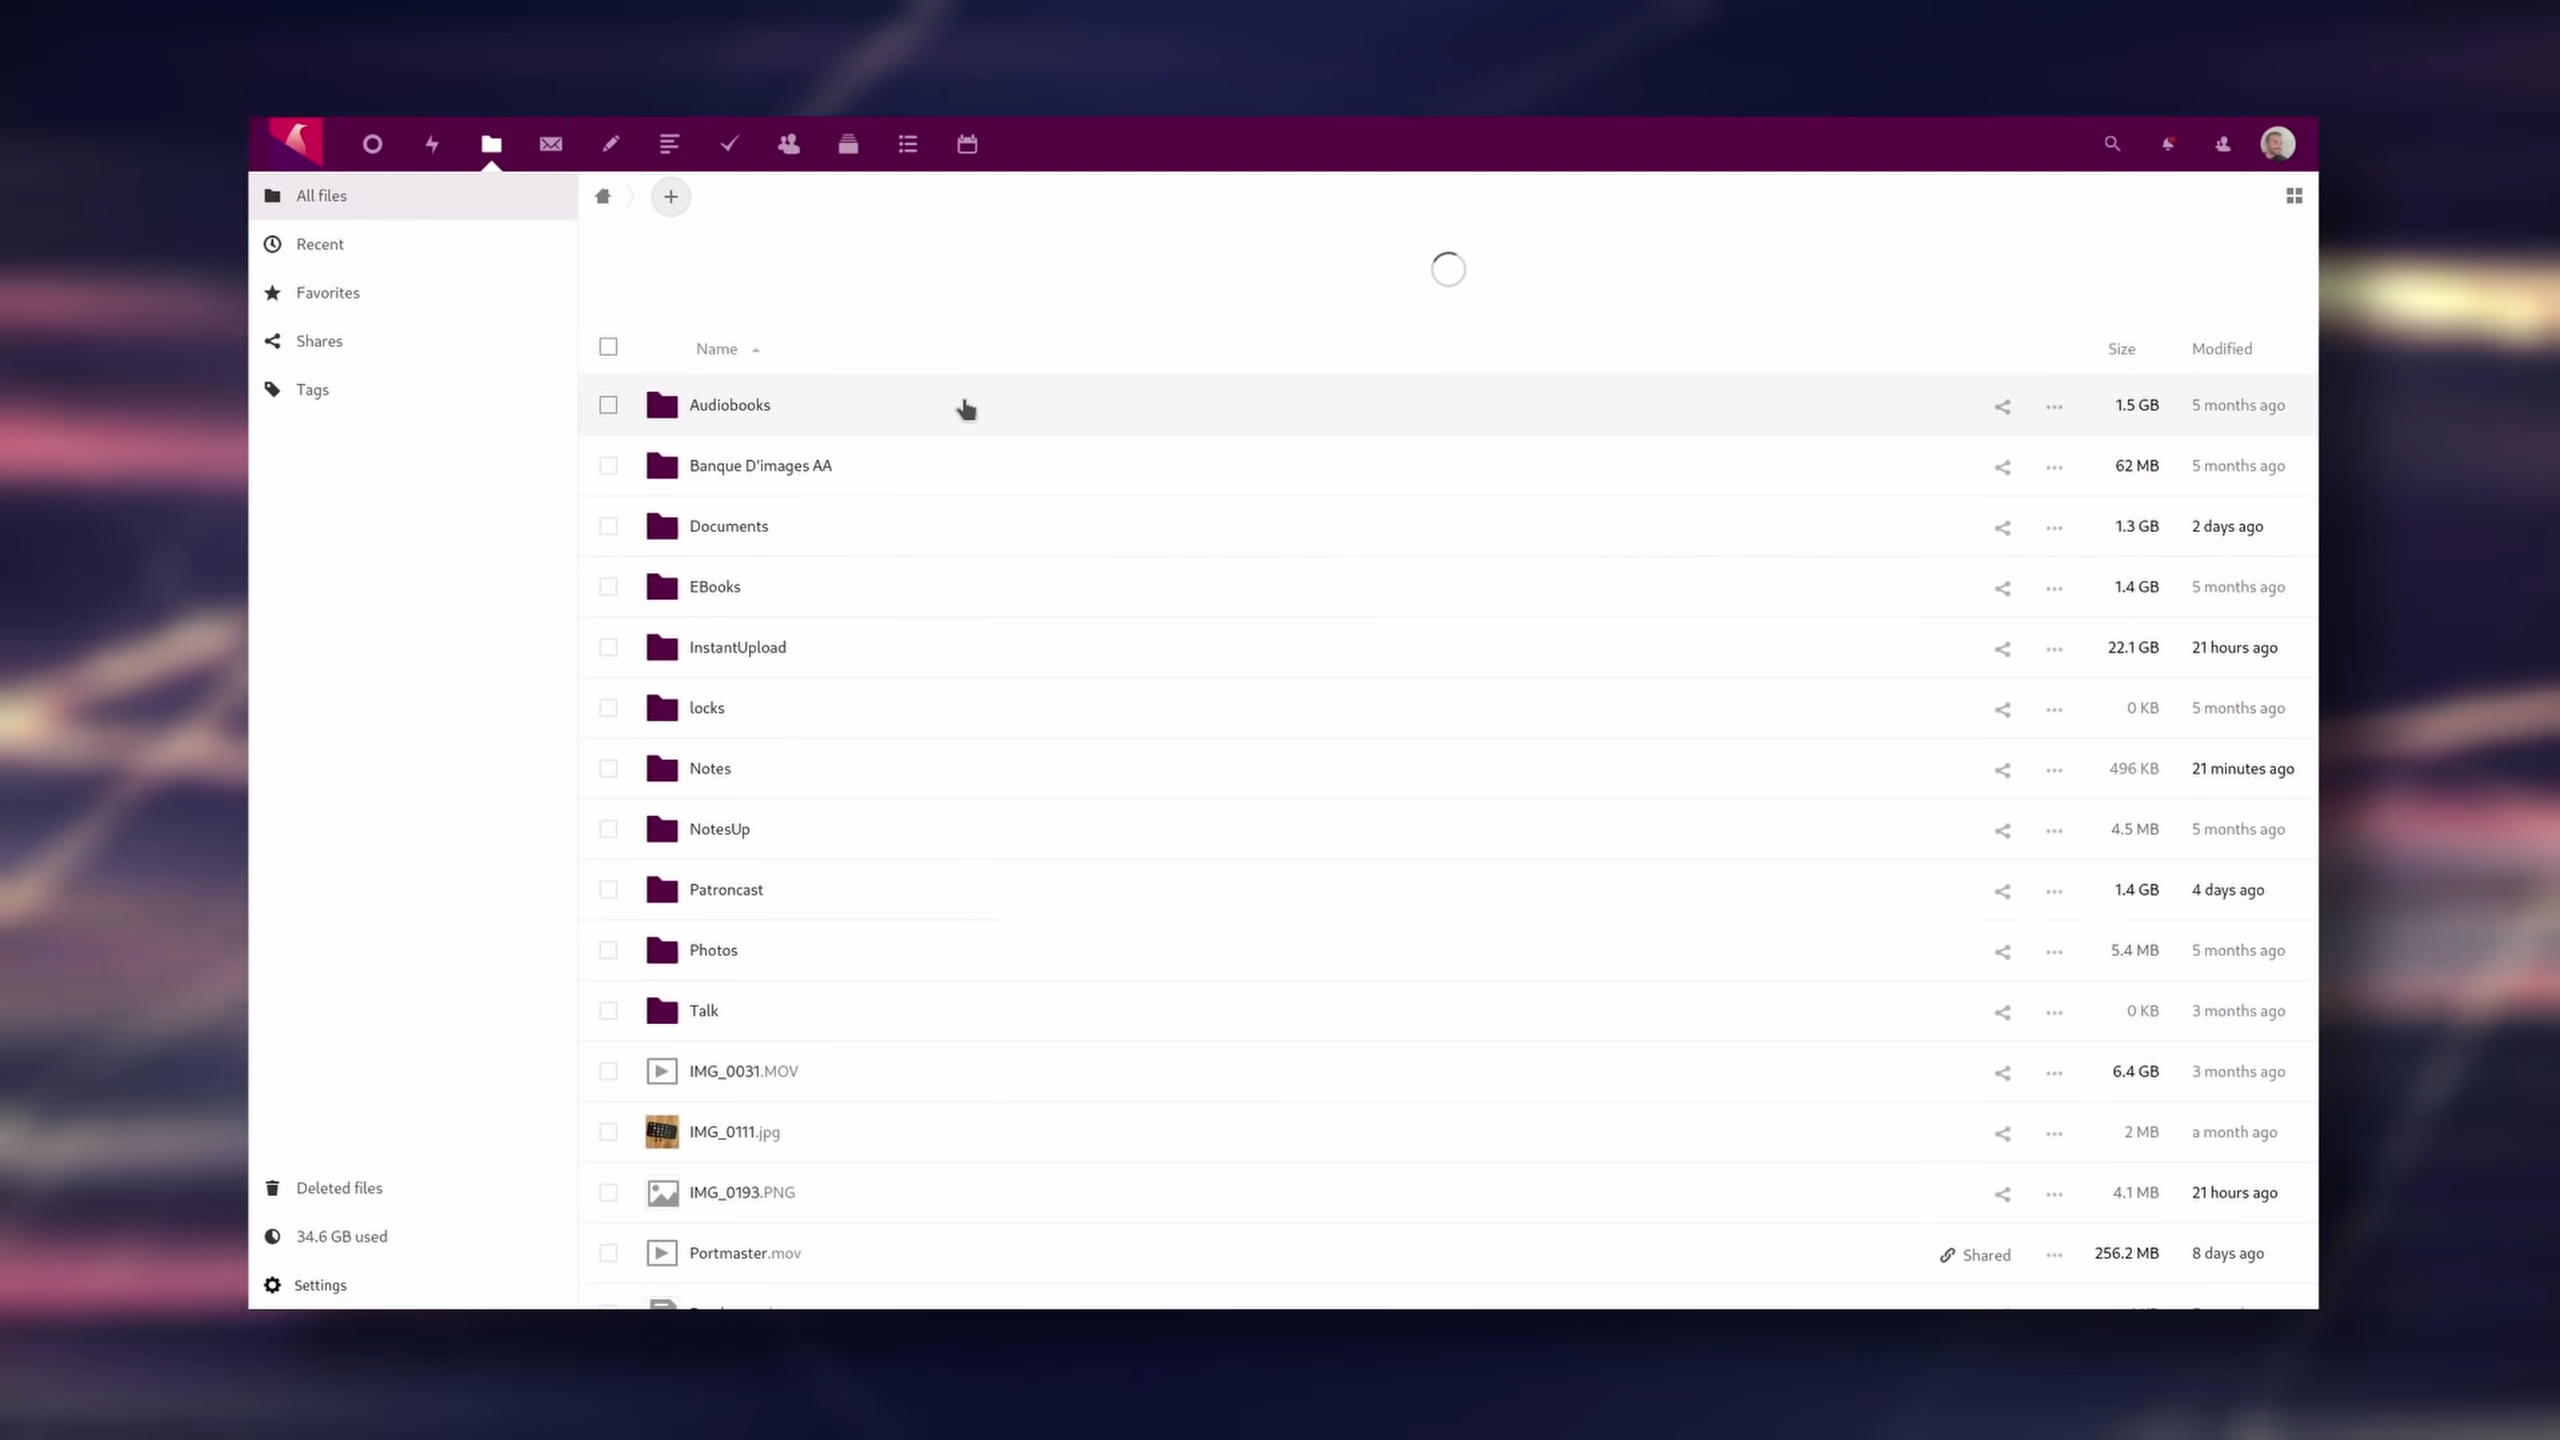 All files
Recent
Favorites
Shares
Tags
Deleted files
34.6 GB used
Settings
Name Size Modified
Audiobooks 1.5 GB 5 months ago
Banque D'images AA 62 MB 5 months ago
Documents 1.3 GB 2 days ago
EBooks 1.4 GB 5 months ago
InstantUpload 22.1 GB 21 hours ago
locks 0 KB 5 months ago
Notes 496 KB 21 minutes ago
NotesUp 4.5 MB 5 months ago
Patroncast 1.4 GB 4 days ago
Photos 5.4 MB 5 months ago
Talk 0 KB 3 months ago
IMG_0031.MOV 6.4 GB 3 months ago
IMG_0111.jpg 2 MB a month ago
IMG_0193.PNG 4.1 MB 21 hours ago
Portmaster.mov Shared 256.2 MB 8 days ago